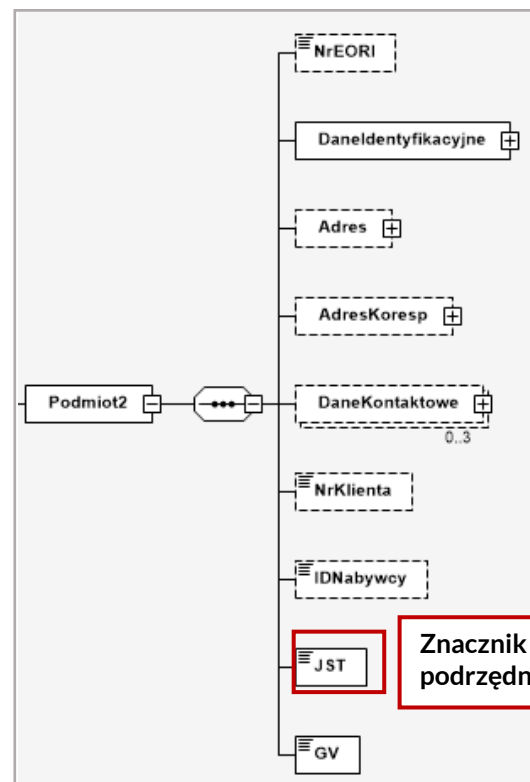 NrEORI
DaneIdentyfikacyjne
Adres
AdresKoresp
Podmiot2
DaneKontaktowe
0..3
NrKlienta
IDNabywcy
Znacznik
JST
podrzędn
GV